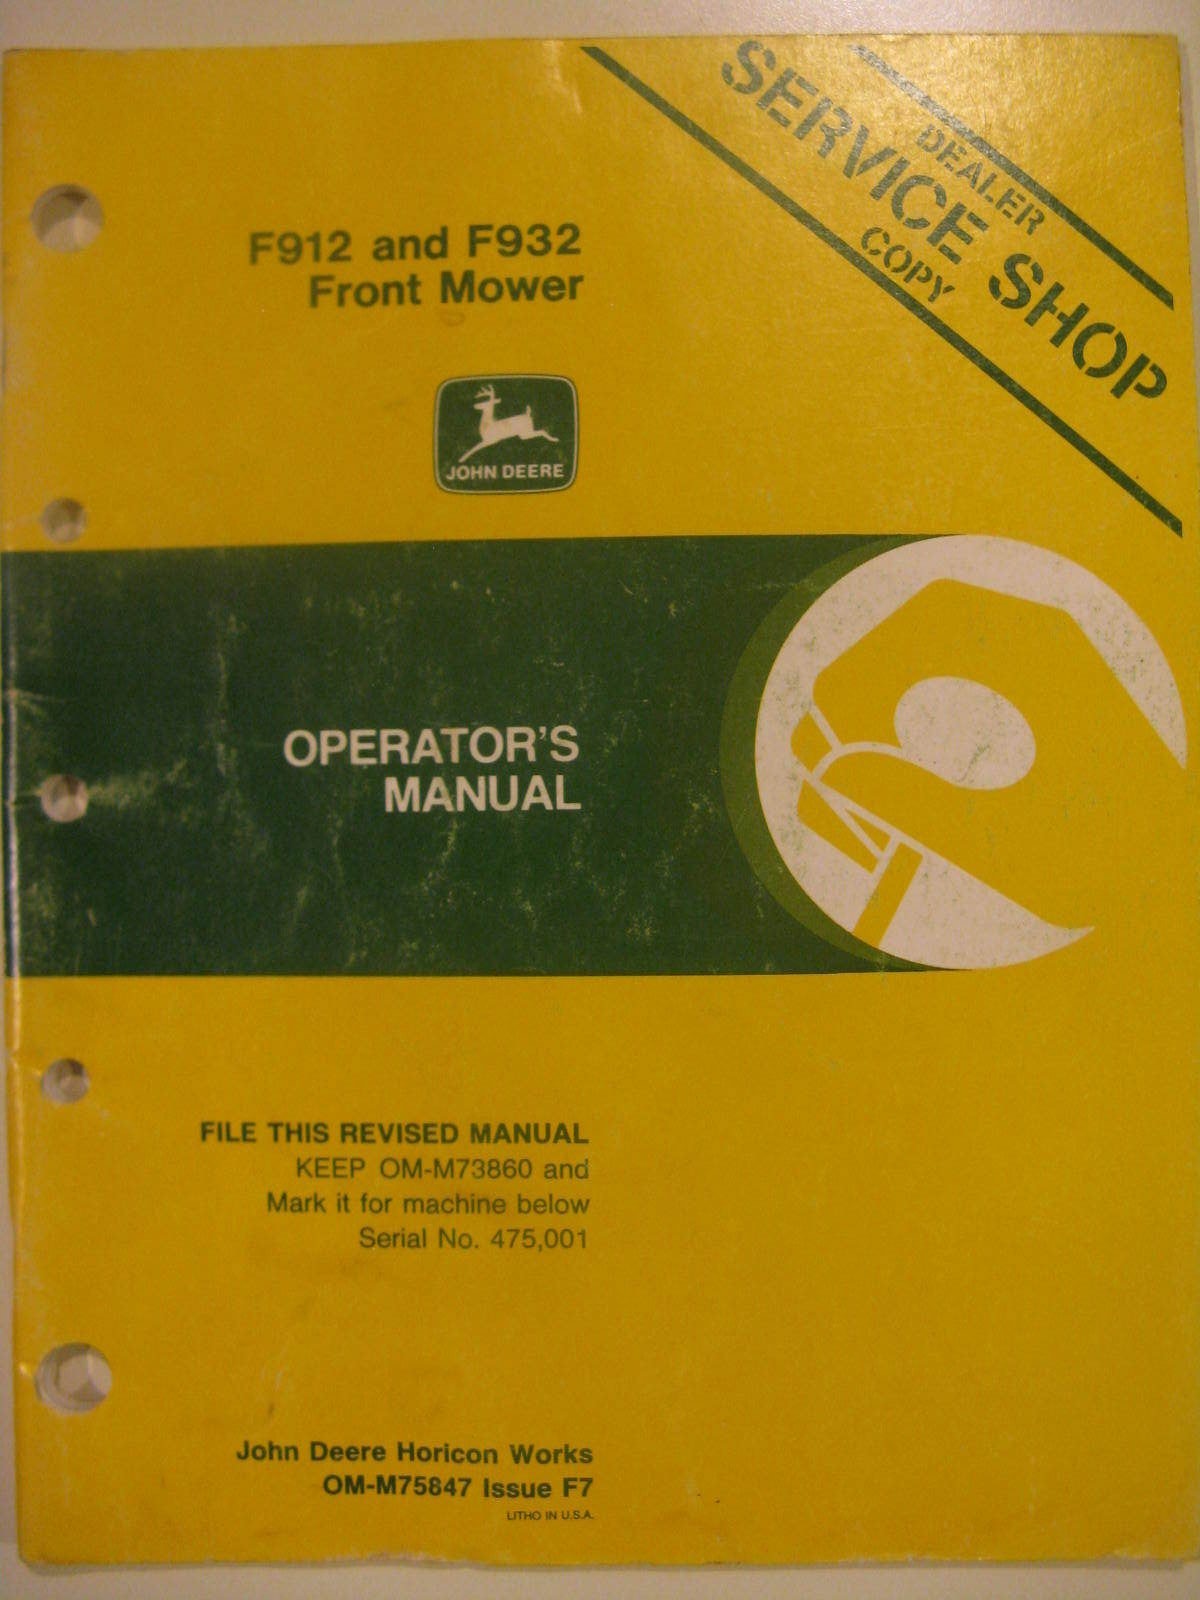 DEALER
SERVICE SHOP
COPY
F912 and F932
Front Mower
JOHN DEERE
OPERATOR'S
MANUAL
FILE THIS REVISED MANUAL
KEEP OM-M73860 and
Mark it for machine below
Serial No. 475,001
John Deere Horicon Works
OM-M75847 Issue F7
LITHO IN U.S.A.